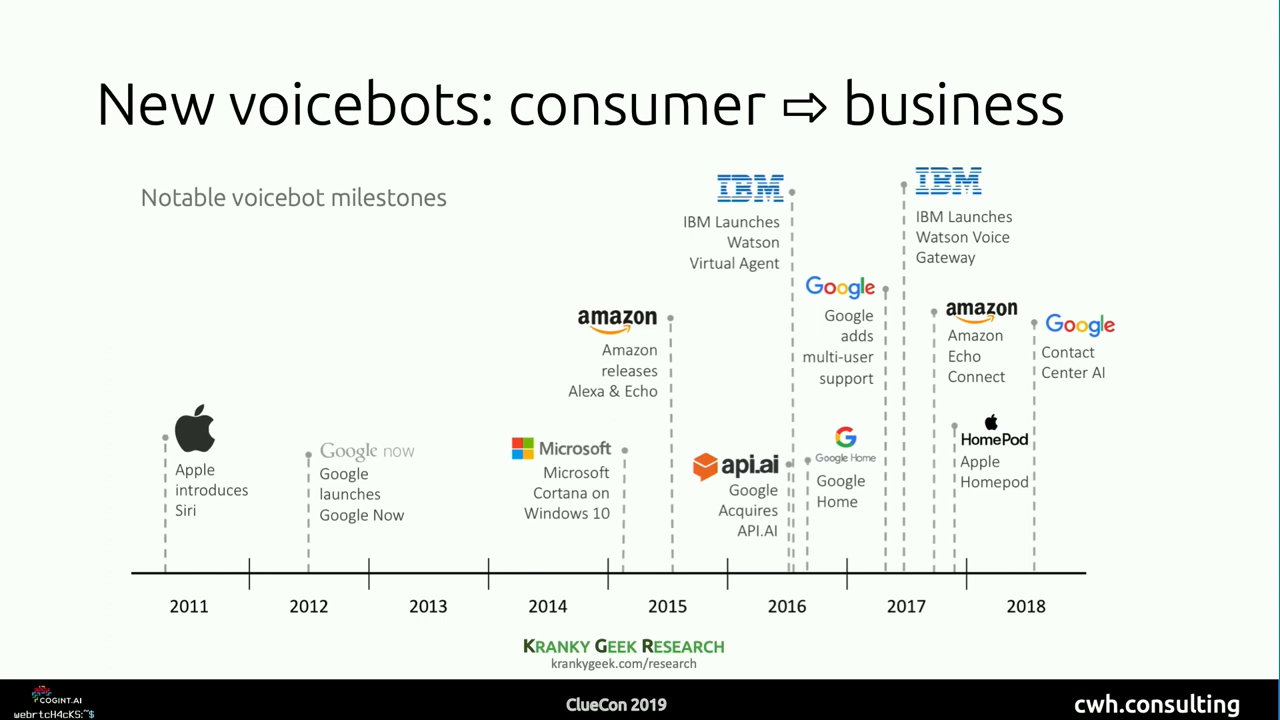 New voicebots: consumer ⇨ business
Notable voicebot milestones
IBM
IBM Launches
Watson
Virtual Agent
IBM
IBM Launches
Watson Voice
Gateway
Google
Google
adds
multi-user
support
amazon
Amazon
releases
Alexa & Echo
amazon
Amazon
Echo
Connect
Google
Contact
Center AI
Apple
introduces
Siri
Google now
Google
launches
Google Now
Microsoft
Microsoft
Cortana on
Windows 10
api.ai
Google
Acquires
API.AI
Google Home
Google
Home
HomePod
Apple
Homepod
2011
2012
2013
2014
2015
2016
2017
2018
KRANKY GEEK RESEARCH
krankygeek.com/research
COGINT.AI
webrtcH4cKS:~$
ClueCon 2019
cwh.consulting